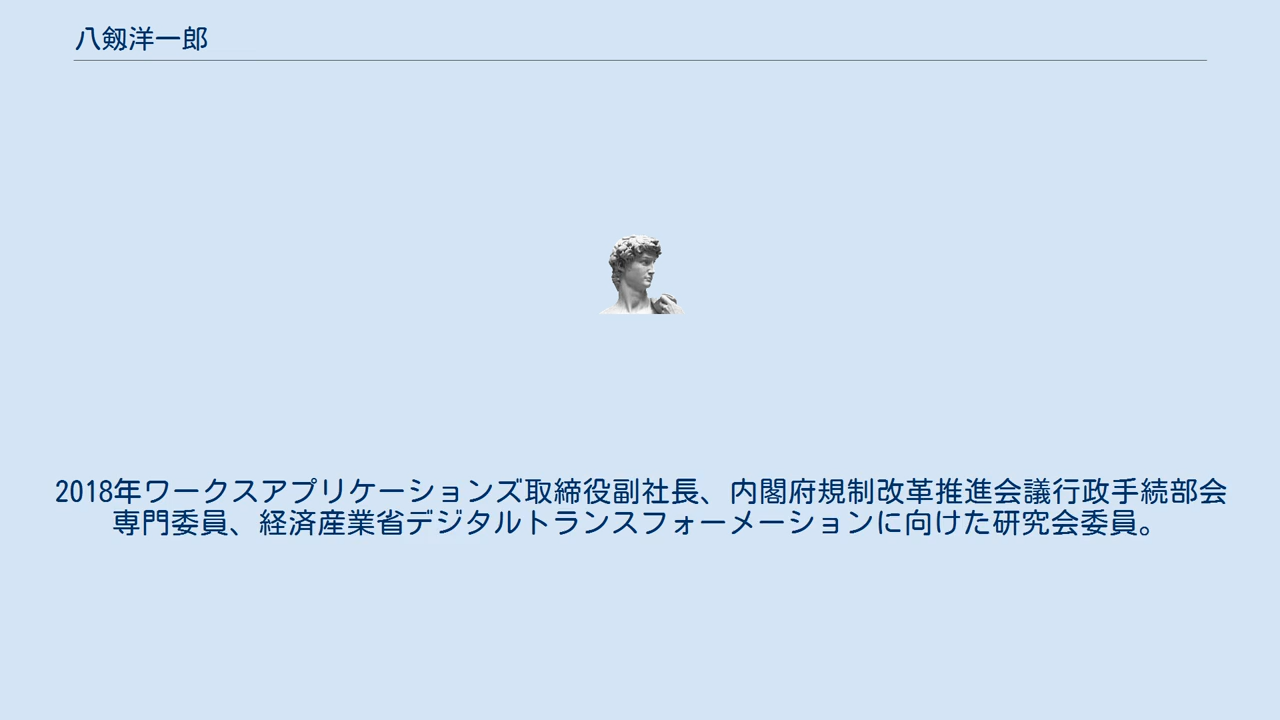 八剱洋一郎
2018年ワークスアプリケーションズ取締役副社長、内閣府規制改革推進会議行政手続部会
専門委員、経済産業省デジタルトランスフォーメーションに向けた研究会委員。